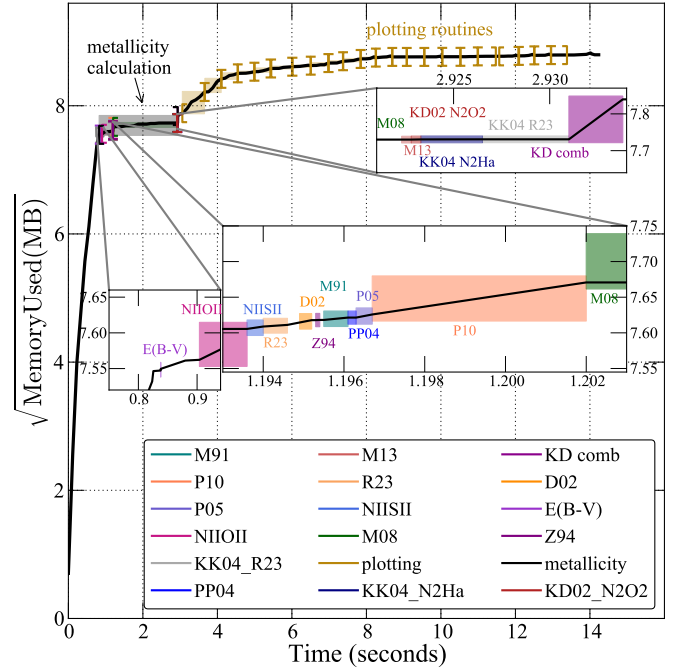 plotting routines
metallicity
calculation
8
6
4
2
0
√MemoryUsed(MB)
2.925 2.930
KD02 N2O2
M08
KK04 R23
M13
KK04 N2Ha
KD comb
7.8
7.7
7.75
7.70
7.65
7.60
7.55
M91
P05
D02
NIISII
R23
Z94
PP04
P10
M08
1.194 1.196 1.198 1.200 1.202
7.65
7.60
7.55
NIIOII
E(B-V)
0.8 0.9
M91 M13 KD comb
P10 R23 D02
P05 NIISII E(B-V)
NIIOII M08 Z94
KK04_R23 plotting metallicity
PP04 KK04_N2Ha KD02_N2O2
0 2 4 6 8 10 12 14
Time (seconds)